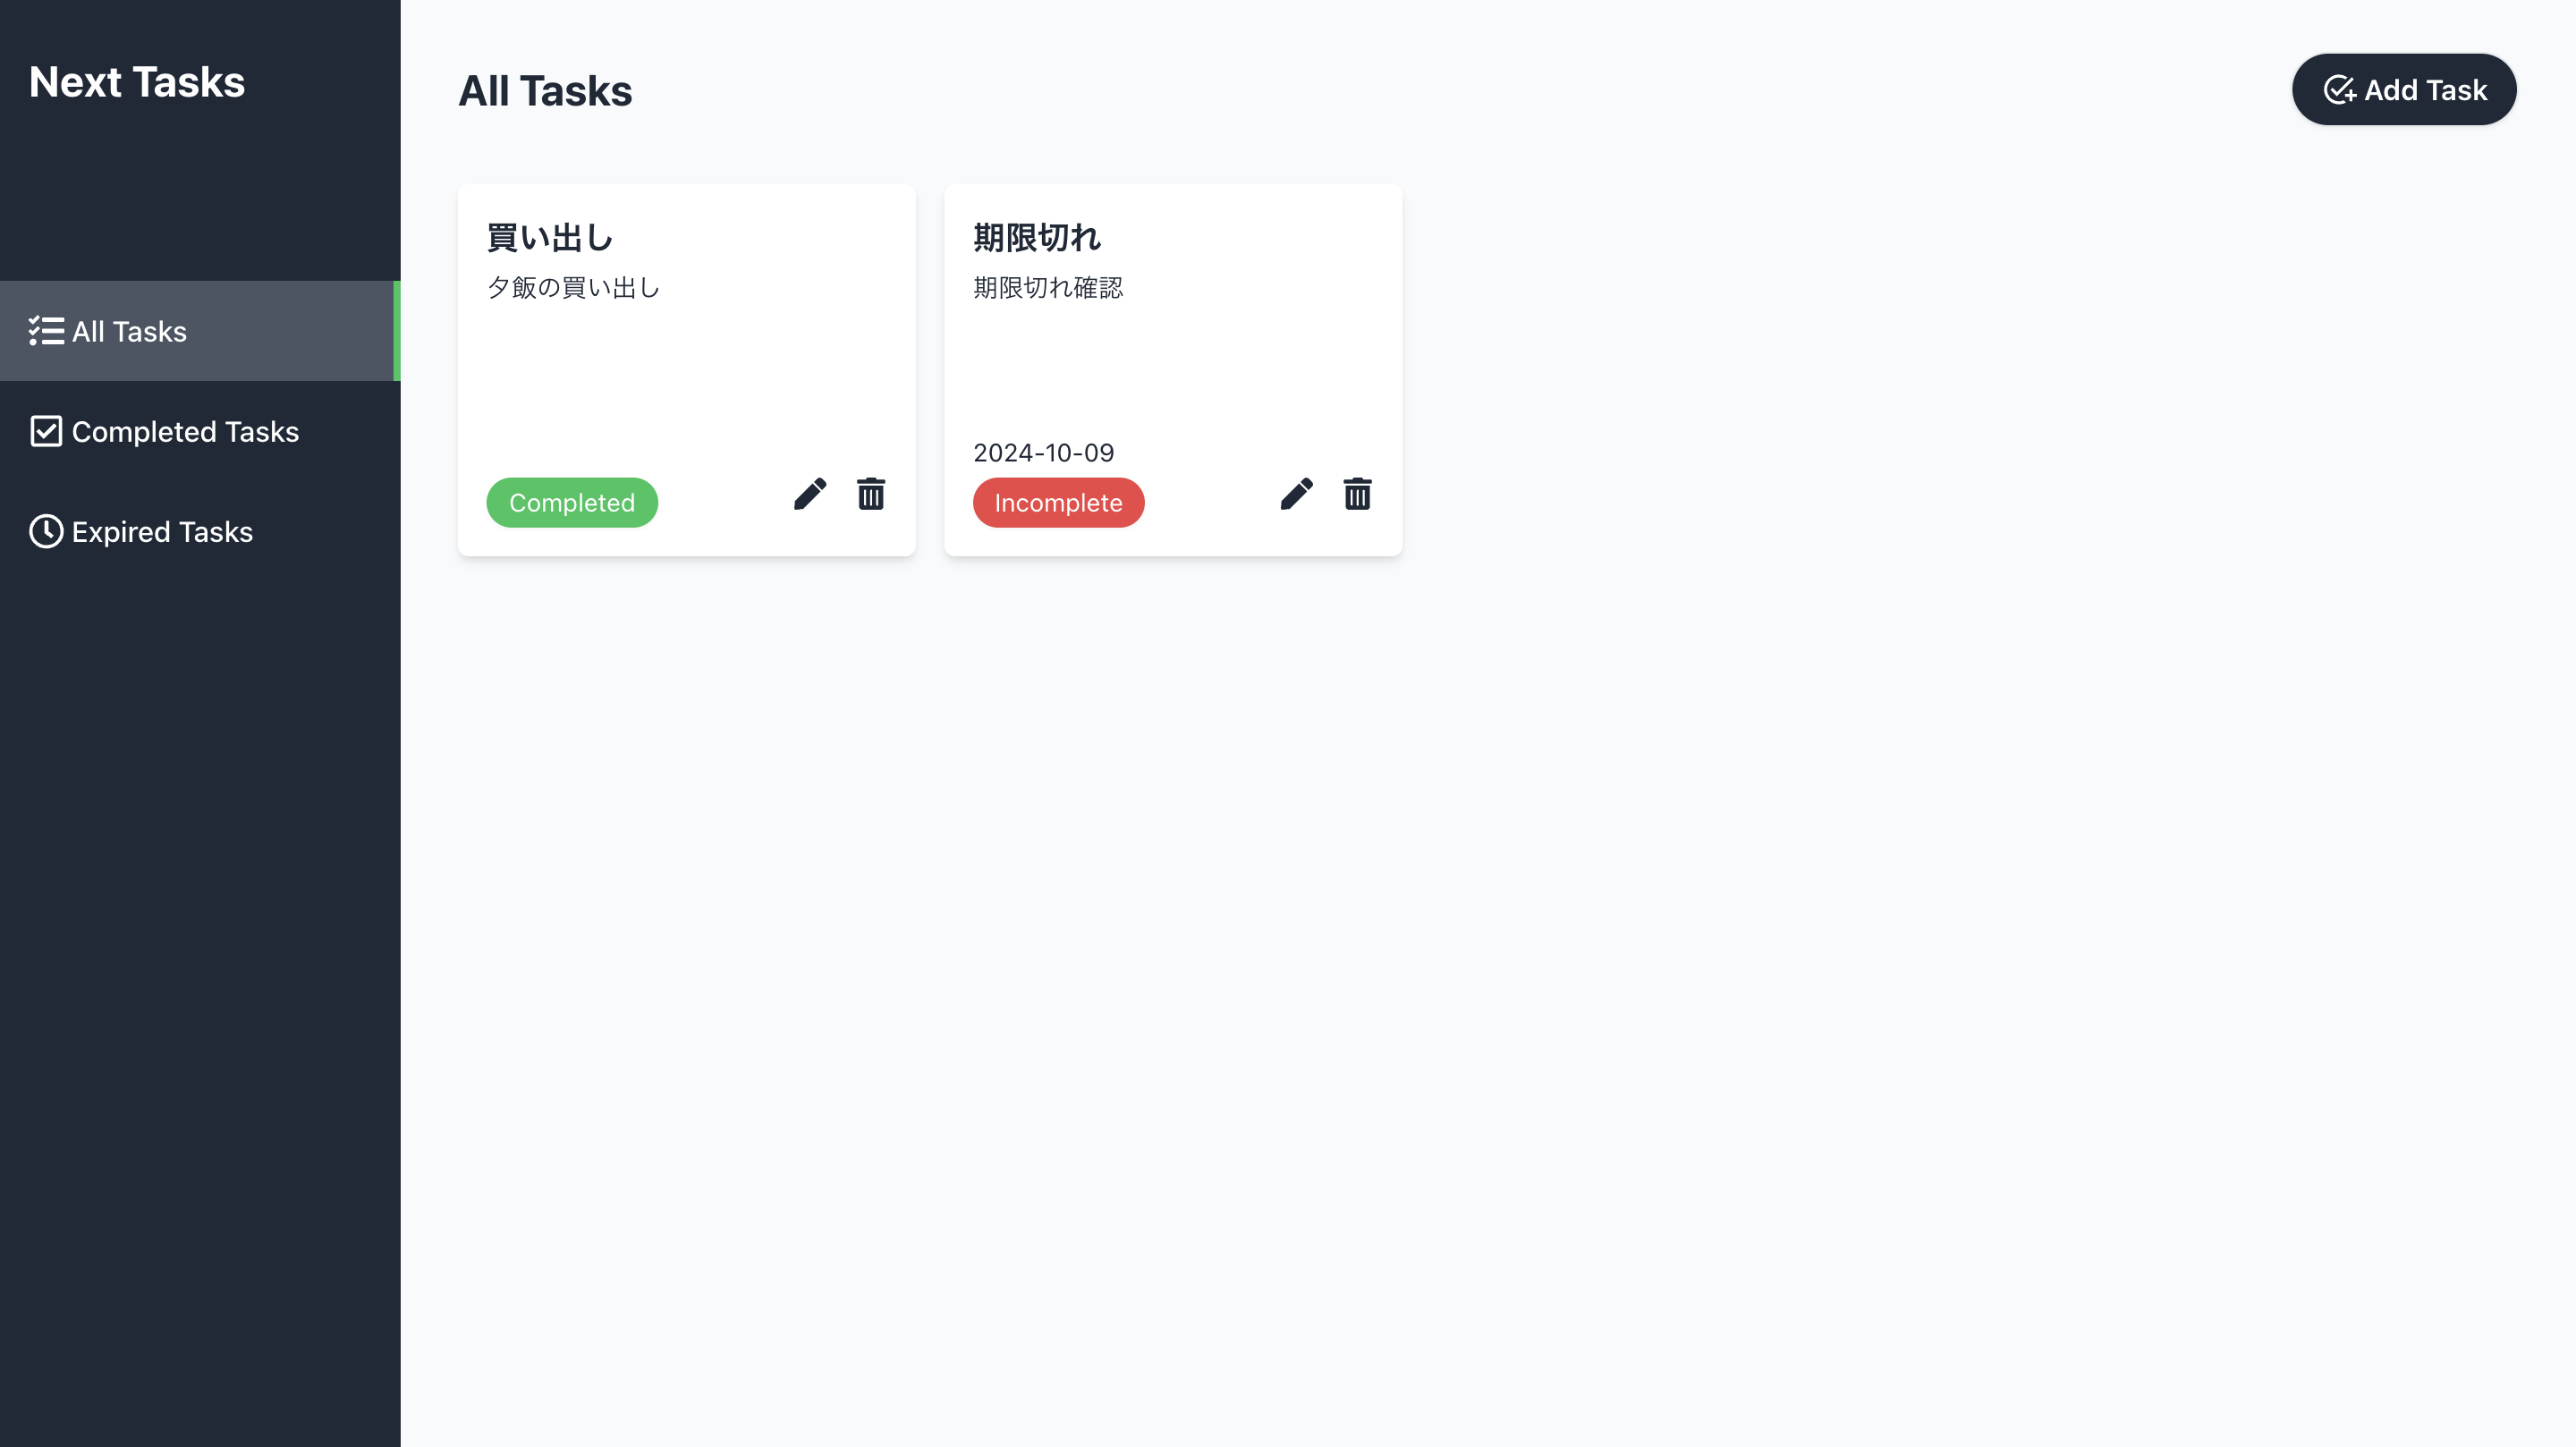 Next Tasks
All Tasks
Completed Tasks
Expired Tasks
All Tasks
Add Task
買い出し
夕飯の買い出し
Completed
期限切れ
期限切れ確認
2024-10-09
Incomplete